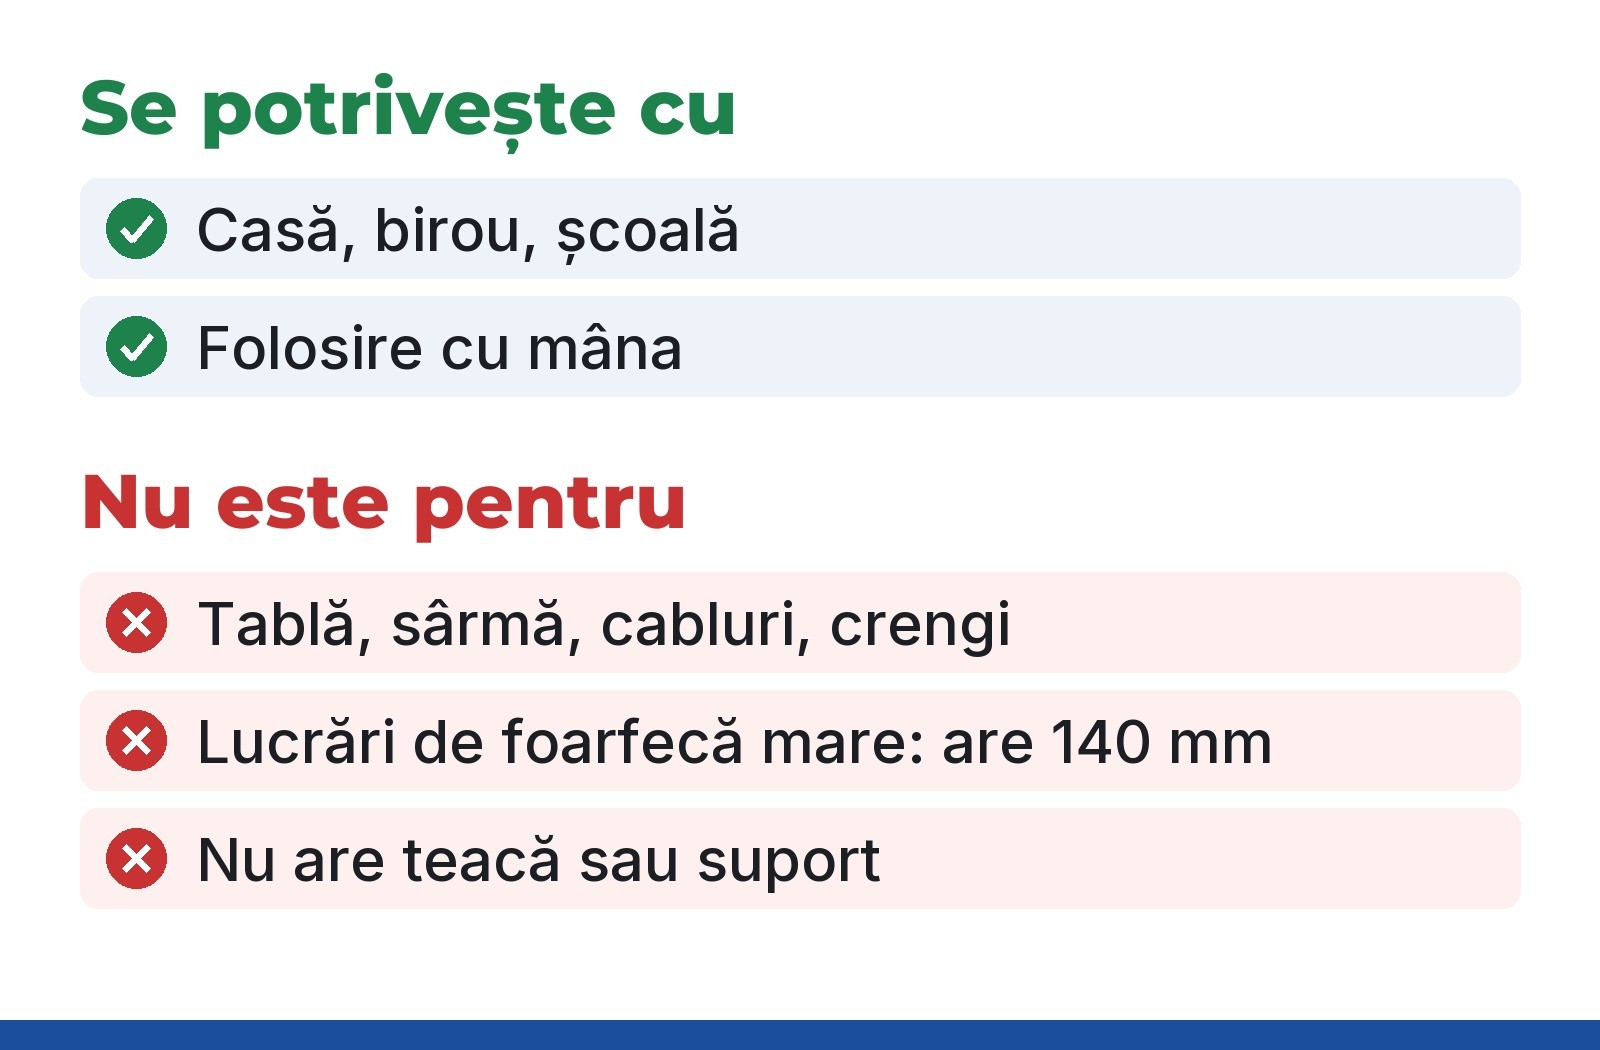 Se potrivește cu
Casă, birou, școală
Folosire cu mâna
Nu este pentru
Tablă, sârmă, cabluri, crengi
Lucrări de foarfecă mare: are 140 mm
Nu are teacă sau suport